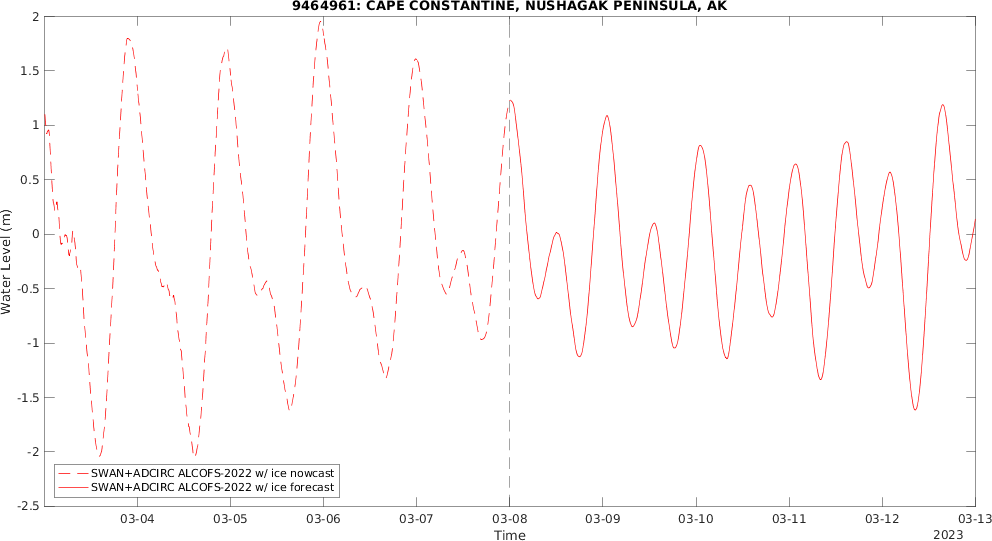 9464961: CAPE CONSTANTINE, NUSHAGAK PENINSULA, AK
2
1.5
1
0.5
0
-0.5
-1
-1.5
-2
-2.5
Water Level (m)
SWAN+ADCIRC ALCOFS-2022 w/ ice nowcast
SWAN+ADCIRC ALCOFS-2022 w/ ice forecast
03-04 03-05 03-06 03-07 03-08 03-09 03-10 03-11 03-12 03-13
Time
2023